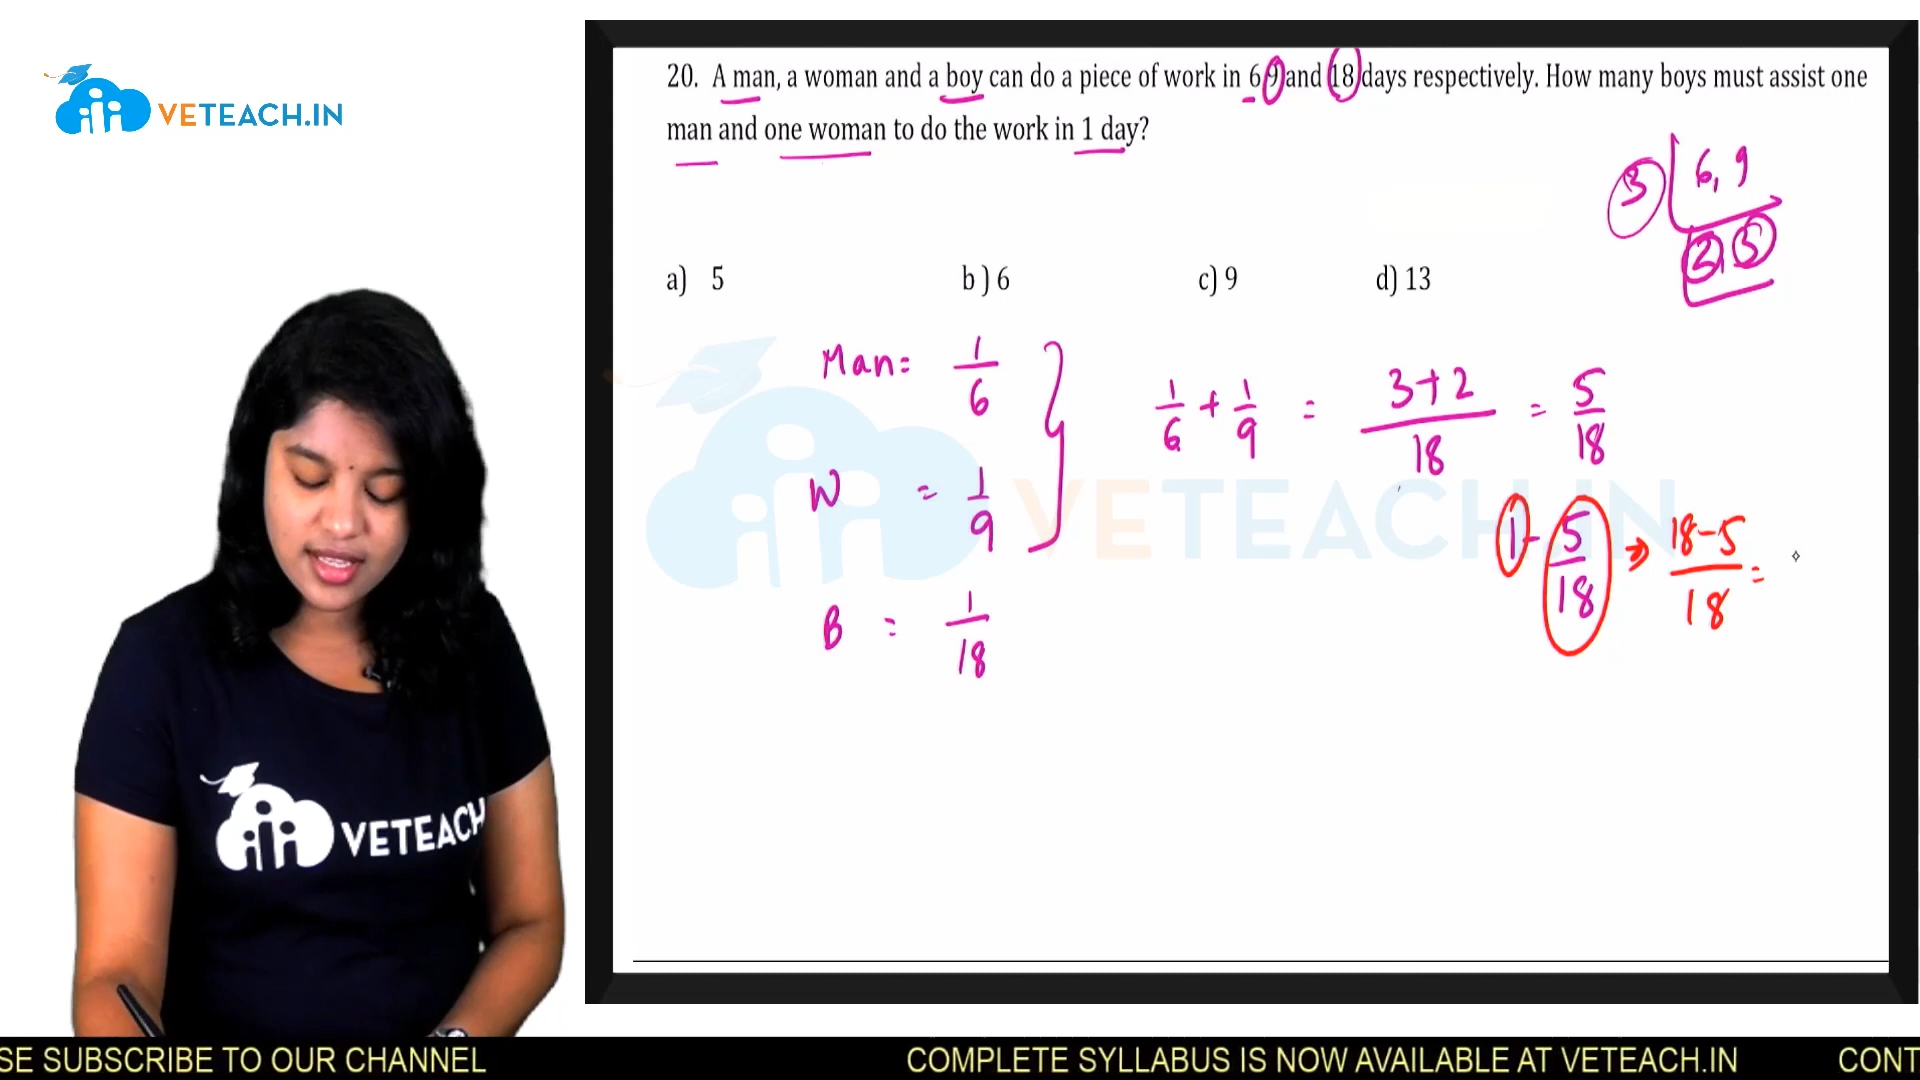 VETEACH.IN
20. A man, a woman and a boy can do a piece of work in 6,9 and 18 days respectively. How many boys must assist one
man and one woman to do the work in 1 day?
3 | 6, 9
2, 3
a) 5 b ) 6 c) 9 d) 13
Man = 1/6
1/6 + 1/9 = 3+2/18 = 5/18
W = 1/9
1 - 5/18 ⇒ 18-5/18 =
B = 1/18
VETEACH.IN
VETEACH
SE SUBSCRIBE TO OUR CHANNEL COMPLETE SYLLABUS IS NOW AVAILABLE AT VETEACH.IN CONT